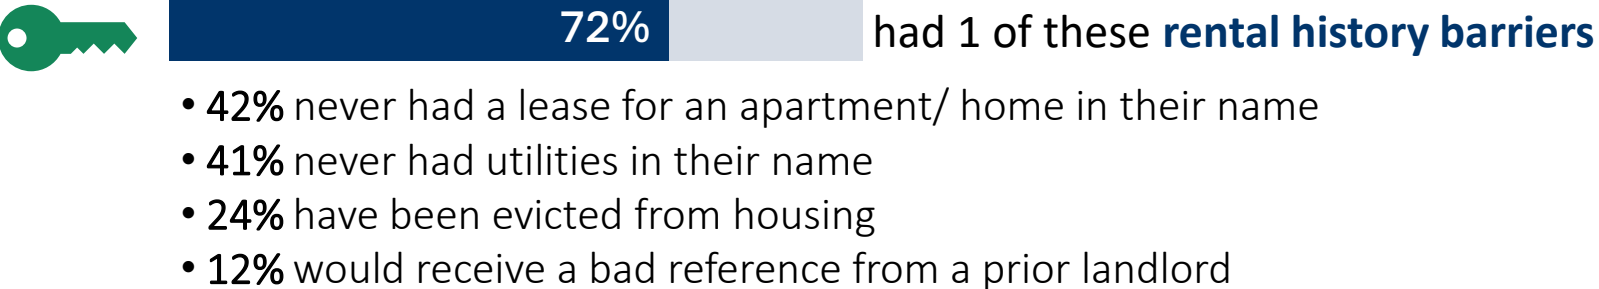 72% had 1 of these rental history barriers
• 42% never had a lease for an apartment/ home in their name
• 41% never had utilities in their name
• 24% have been evicted from housing
• 12% would receive a bad reference from a prior landlord